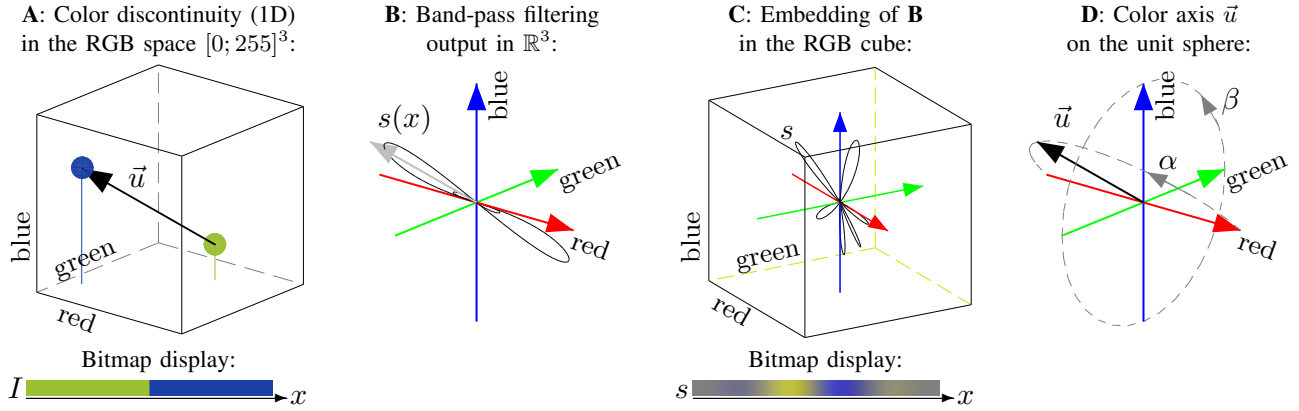 A: Color discontinuity (1D)
in the RGB space [0; 255]³:
blue
green
red
u⃗
Bitmap display:
I
x
B: Band-pass filtering
output in ℝ³:
s(x)
blue
green
red
C: Embedding of B
in the RGB cube:
s
blue
green
red
Bitmap display:
s
x
D: Color axis u⃗
on the unit sphere:
u⃗
blue
β
α
green
red